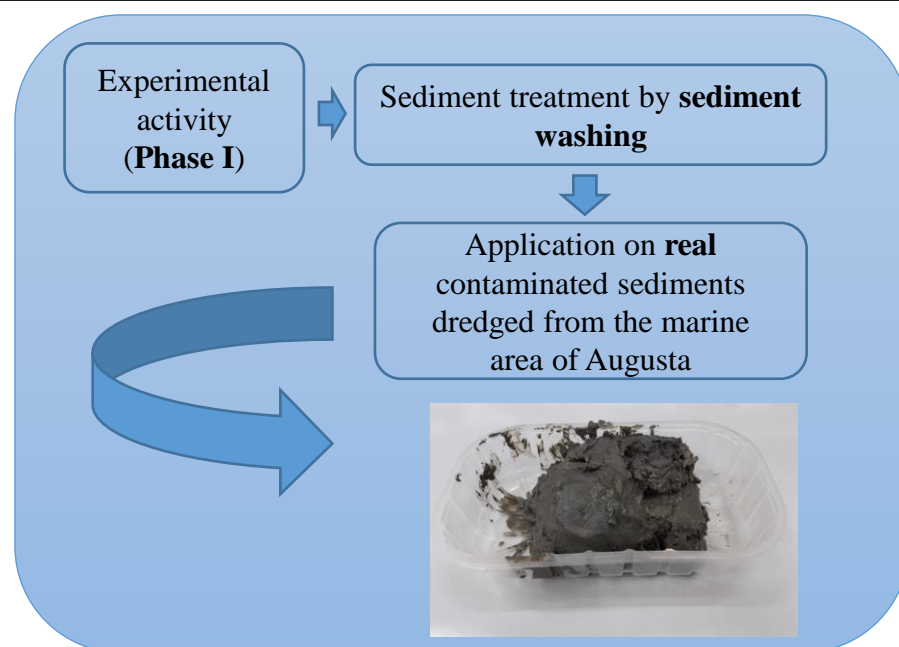 Experimental
activity
(Phase I)
Sediment treatment by sediment
washing
Application on real
contaminated sediments
dredged from the marine
area of Augusta